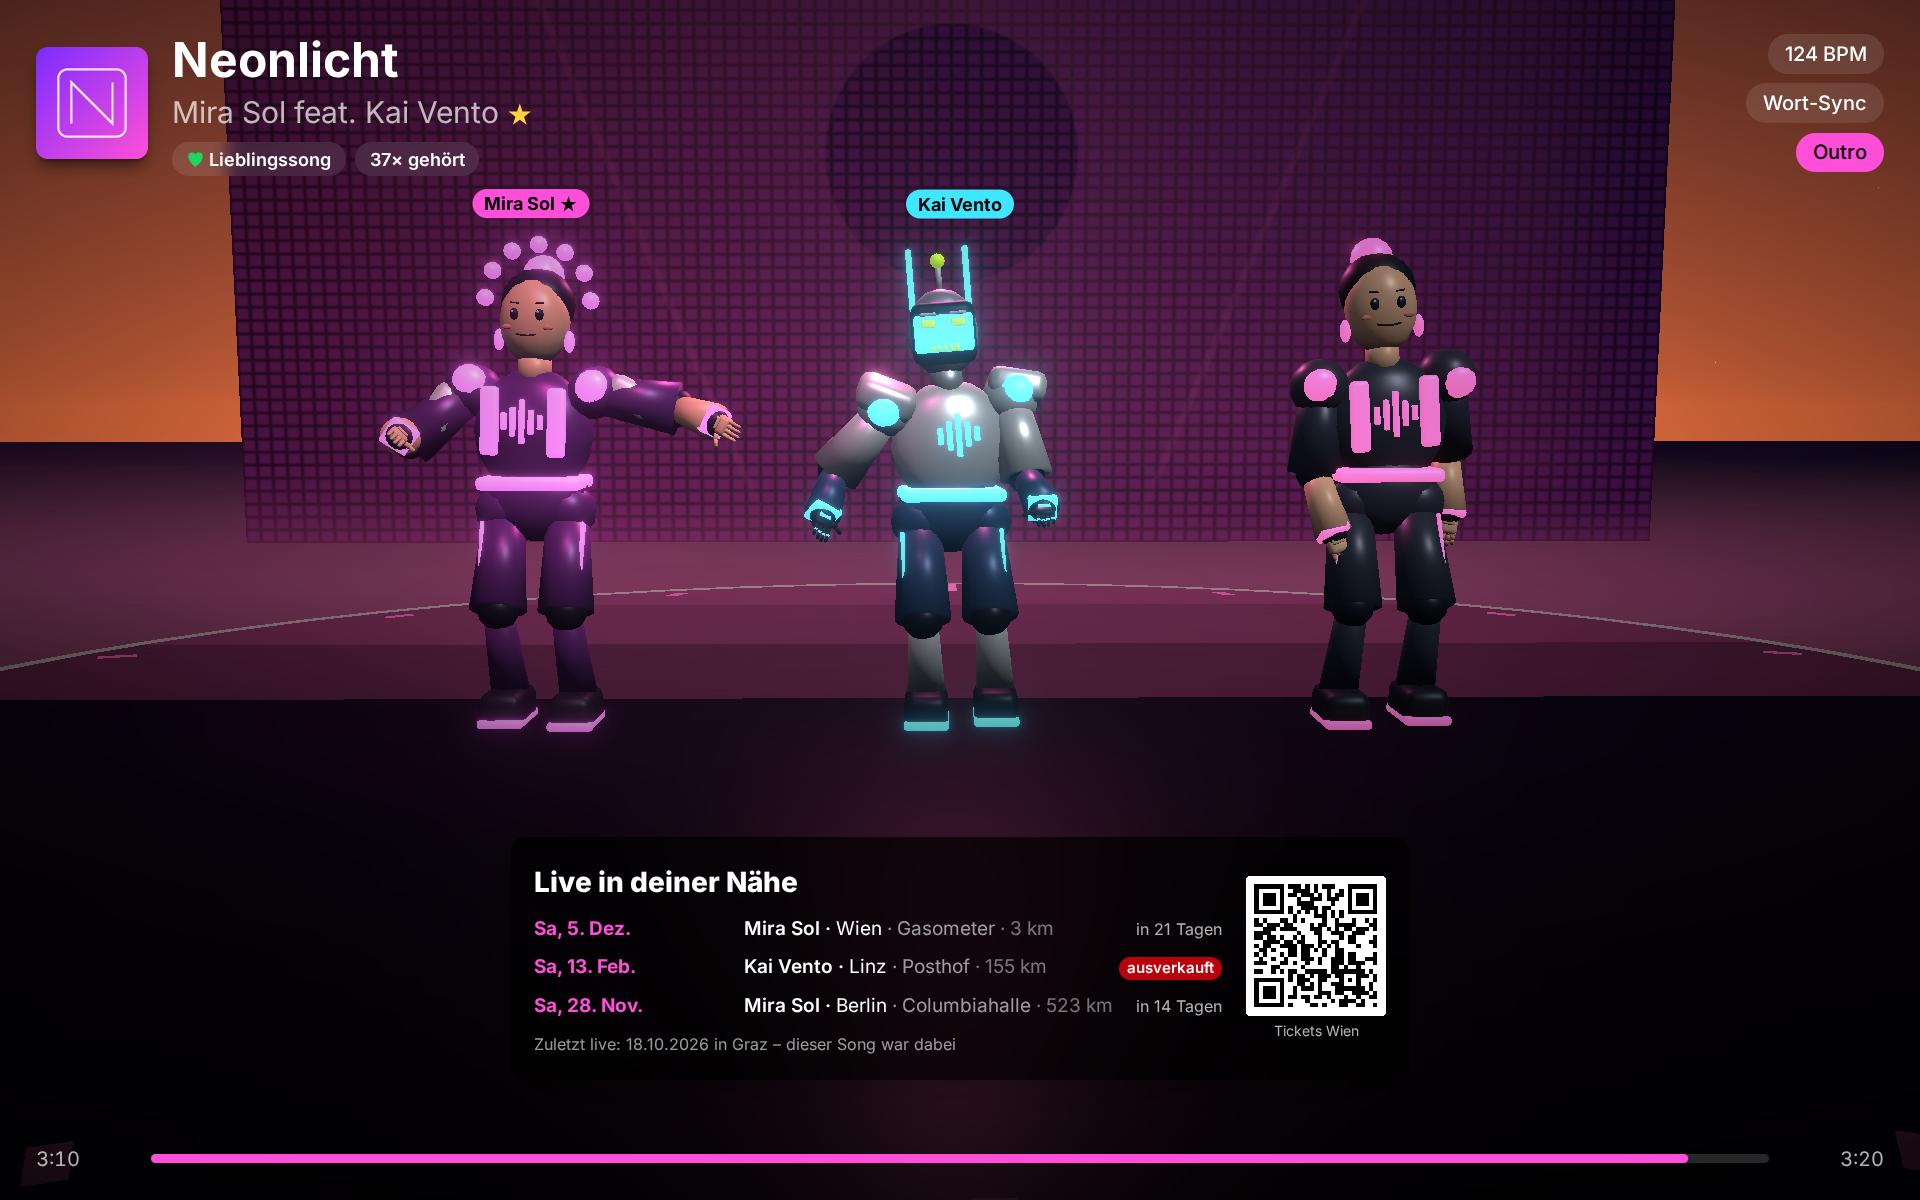 N
Neonlicht
Mira Sol feat. Kai Vento ★
Lieblingssong
37× gehört
124 BPM
Wort-Sync
Outro
Mira Sol ★
Kai Vento
Live in deiner Nähe
Sa, 5. Dez. Mira Sol · Wien · Gasometer · 3 km in 21 Tagen
Sa, 13. Feb. Kai Vento · Linz · Posthof · 155 km ausverkauft
Sa, 28. Nov. Mira Sol · Berlin · Columbiahalle · 523 km in 14 Tagen
Zuletzt live: 18.10.2026 in Graz – dieser Song war dabei
Tickets Wien
3:10
3:20